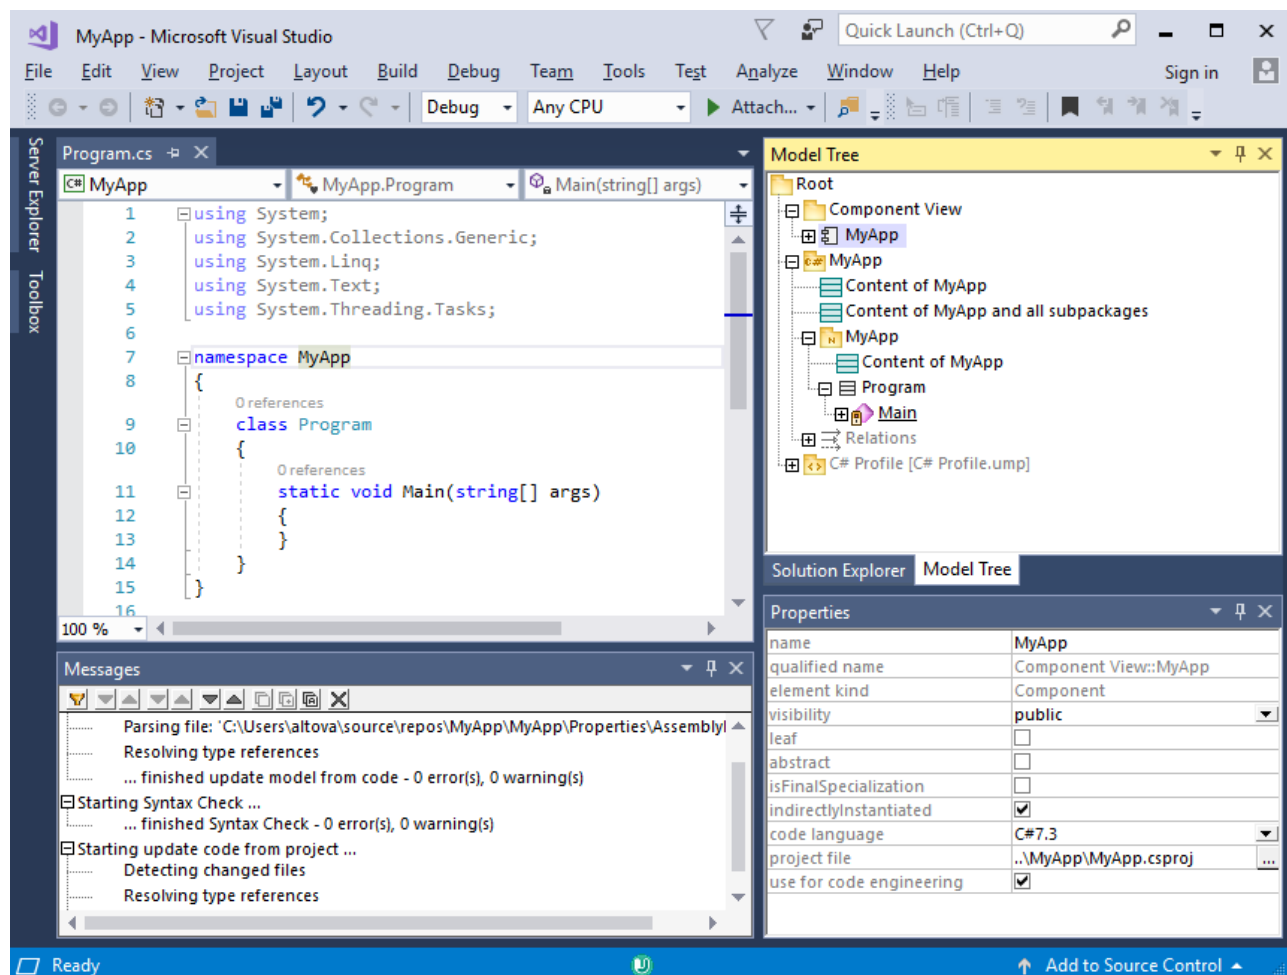 MyApp - Microsoft Visual Studio
Quick Launch (Ctrl+Q)
File Edit View Project Layout Build Debug Team Tools Test Analyze Window Help Sign in
Debug Any CPU Attach...
Server Explorer
Toolbox
Program.cs
C# MyApp MyApp.Program Main(string[] args)
1 using System;
2 using System.Collections.Generic;
3 using System.Linq;
4 using System.Text;
5 using System.Threading.Tasks;
6
7 namespace MyApp
8 {
0 references
9 class Program
10 {
0 references
11 static void Main(string[] args)
12 {
13 }
14 }
15 }
16
100 %
Messages
Parsing file: 'C:\Users\altova\source\repos\MyApp\MyApp\Properties\Assembly
Resolving type references
... finished update model from code - 0 error(s), 0 warning(s)
Starting Syntax Check ...
... finished Syntax Check - 0 error(s), 0 warning(s)
Starting update code from project ...
Detecting changed files
Resolving type references
Model Tree
Root
Component View
MyApp
C# MyApp
Content of MyApp
Content of MyApp and all subpackages
N MyApp
Content of MyApp
Program
Main
Relations
C# Profile [C# Profile.ump]
Solution Explorer Model Tree
Properties
name MyApp
qualified name Component View::MyApp
element kind Component
visibility public
leaf
abstract
isFinalSpecialization
indirectlyInstantiated
code language C#7.3
project file ..\MyApp\MyApp.csproj ...
use for code engineering
Ready
Add to Source Control